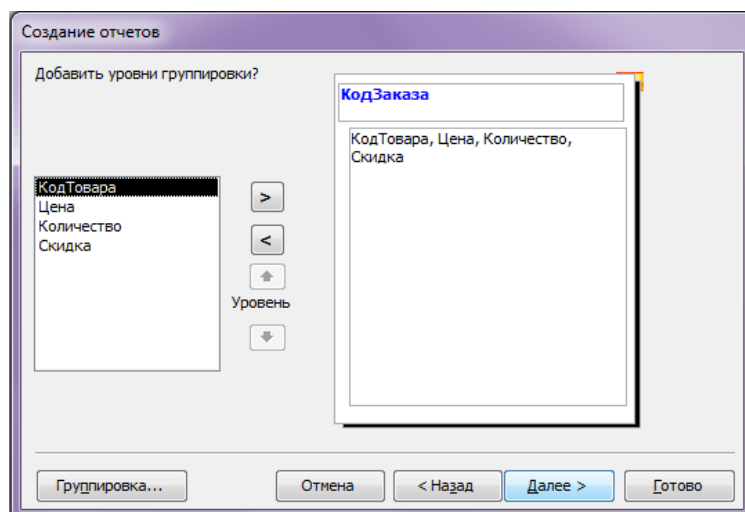 Создание отчетов
Добавить уровни группировки?
КодЗаказа
КодТовара, Цена, Количество,
Скидка
КодТовара
Цена
Количество
Скидка
>
<
Уровень
Группировка...
Отмена
< Назад
Далее >
Готово